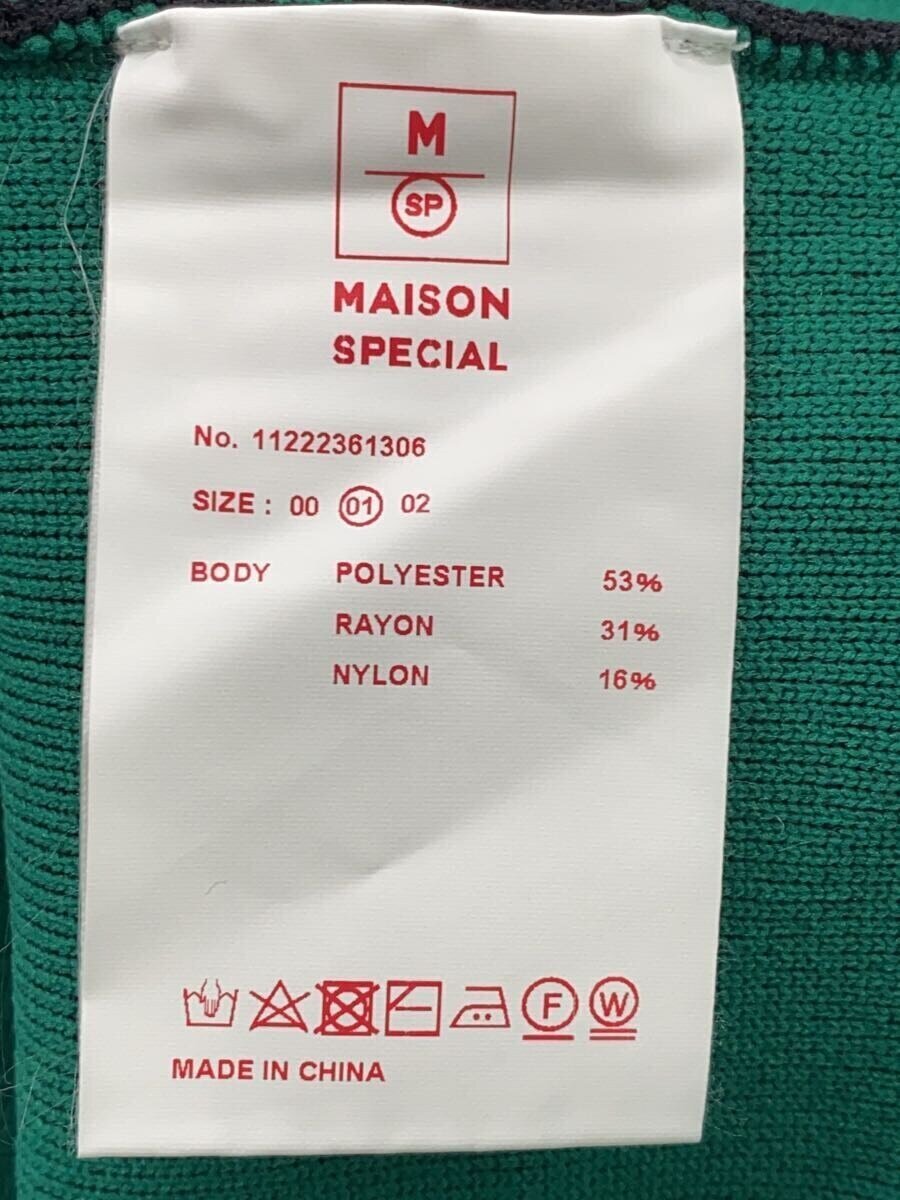 M
SP
MAISON
SPECIAL
No. 11222361306
SIZE : 00 01 02
BODY POLYESTER 53%
RAYON 31%
NYLON 16%
F W
MADE IN CHINA